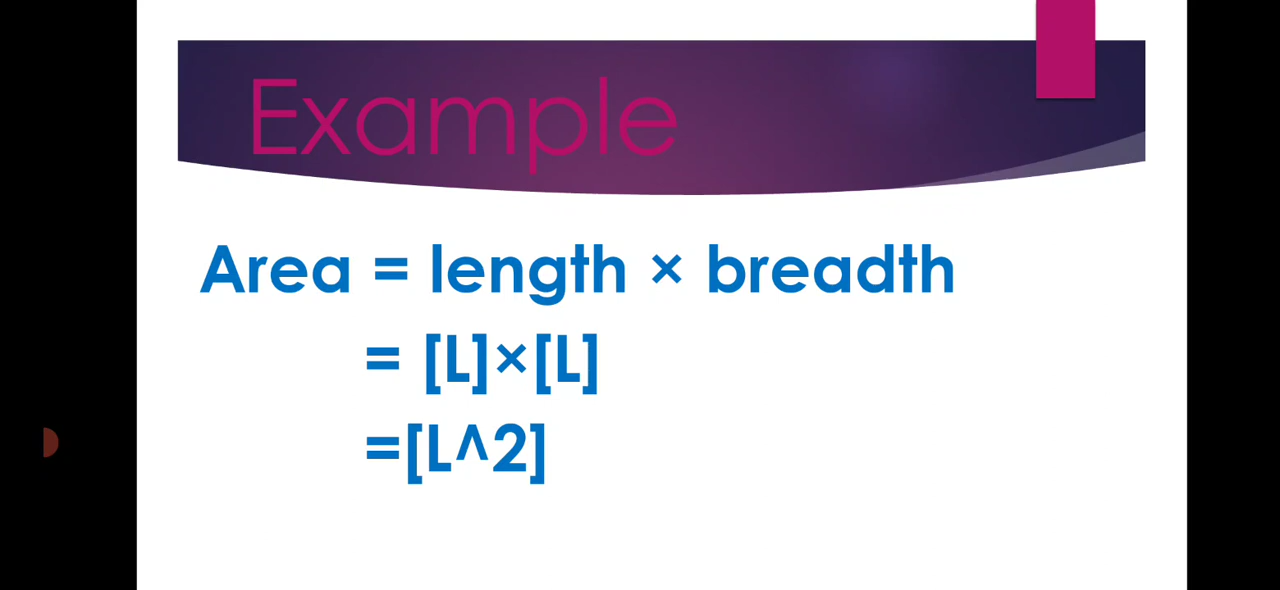 Example
Area = length × breadth
= [L]×[L]
=[L^2]